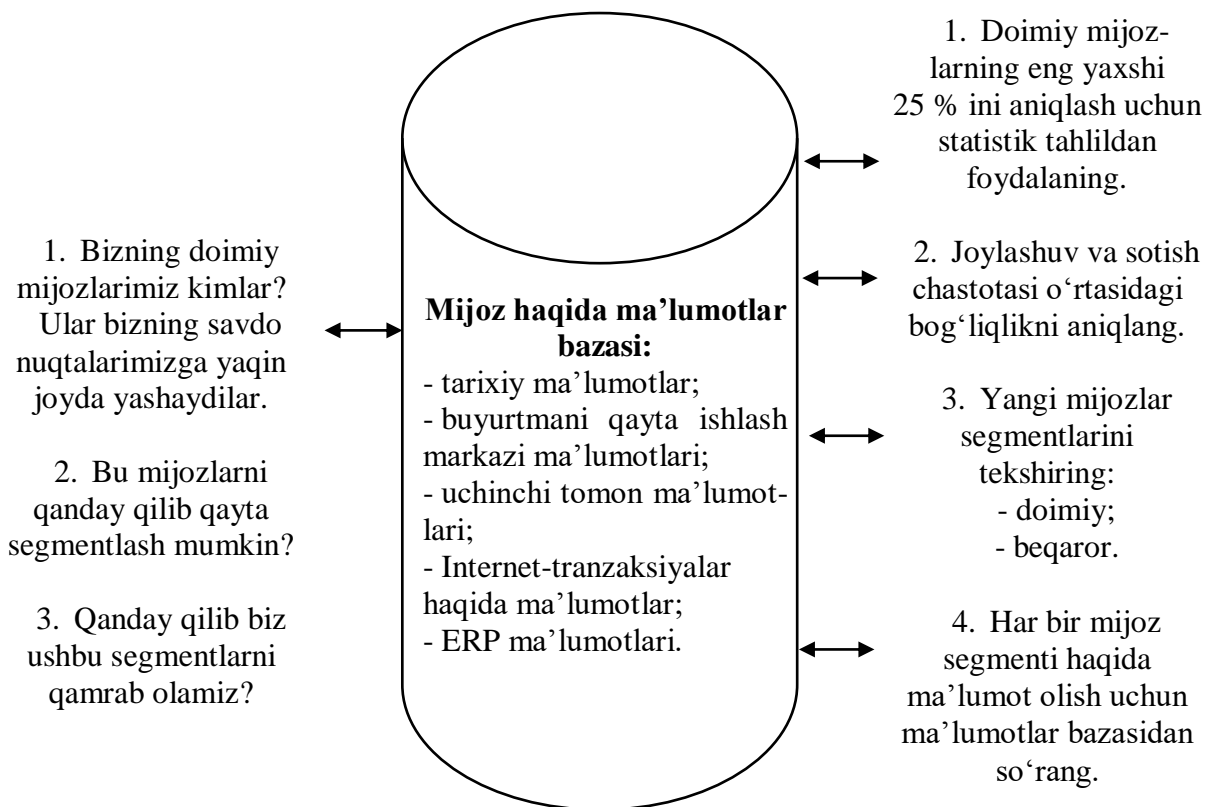 1. Bizning doimiy
mijozlarimiz kimlar?
Ular bizning savdo
nuqtalarimizga yaqin
joyda yashaydilar.
2. Bu mijozlarni
qanday qilib qayta
segmentlash mumkin?
3. Qanday qilib biz
ushbu segmentlarni
qamrab olamiz?
Mijoz haqida ma’lumotlar
bazasi:
- tarixiy ma’lumotlar;
- buyurtmani qayta ishlash
markazi ma’lumotlari;
- uchinchi tomon ma’lumot-
lari;
- Internet-tranzaksiyalar
haqida ma’lumotlar;
- ERP ma’lumotlari.
1. Doimiy mijoz-
larning eng yaxshi
25 % ini aniqlash uchun
statistik tahlildan
foydalaning.
2. Joylashuv va sotish
chastotasi o‘rtasidagi
bog‘liqlikni aniqlang.
3. Yangi mijozlar
segmentlarini
tekshiring:
- doimiy;
- beqaror.
4. Har bir mijoz
segmenti haqida
ma’lumot olish uchun
ma’lumotlar bazasidan
so‘rang.